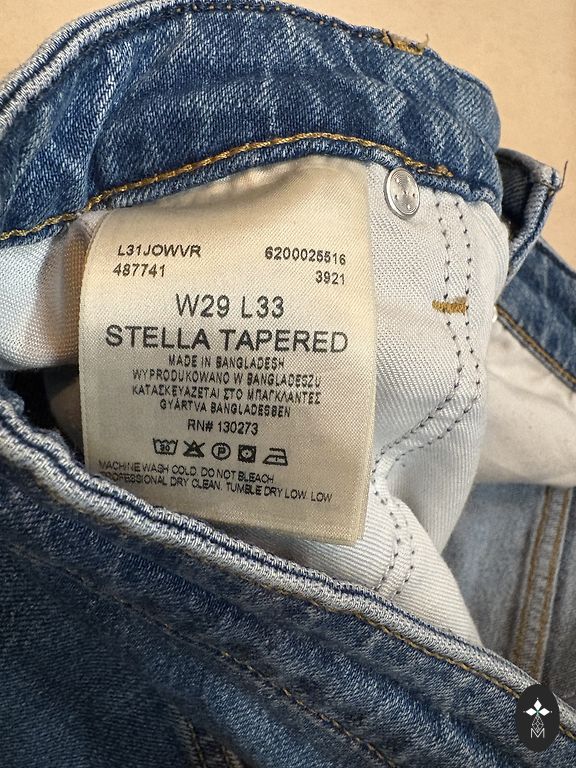 L31JOWVR 6200025516
487741 3921
W29 L33
STELLA TAPERED
MADE IN BANGLADESH
WYPRODUKOWANO W BANGLADESZU
ΚΑΤΑΣΚΕΥΑΖΕΤΑΙ ΣΤΟ ΜΠΑΓΚΛΑΝΤΕΣ
GYÁRTVA BANGLADESBEN
RN# 130273
30 P
MACHINE WASH COLD. DO NOT BLEACH
PROFESSIONAL DRY CLEAN. TUMBLE DRY LOW. LOW
M